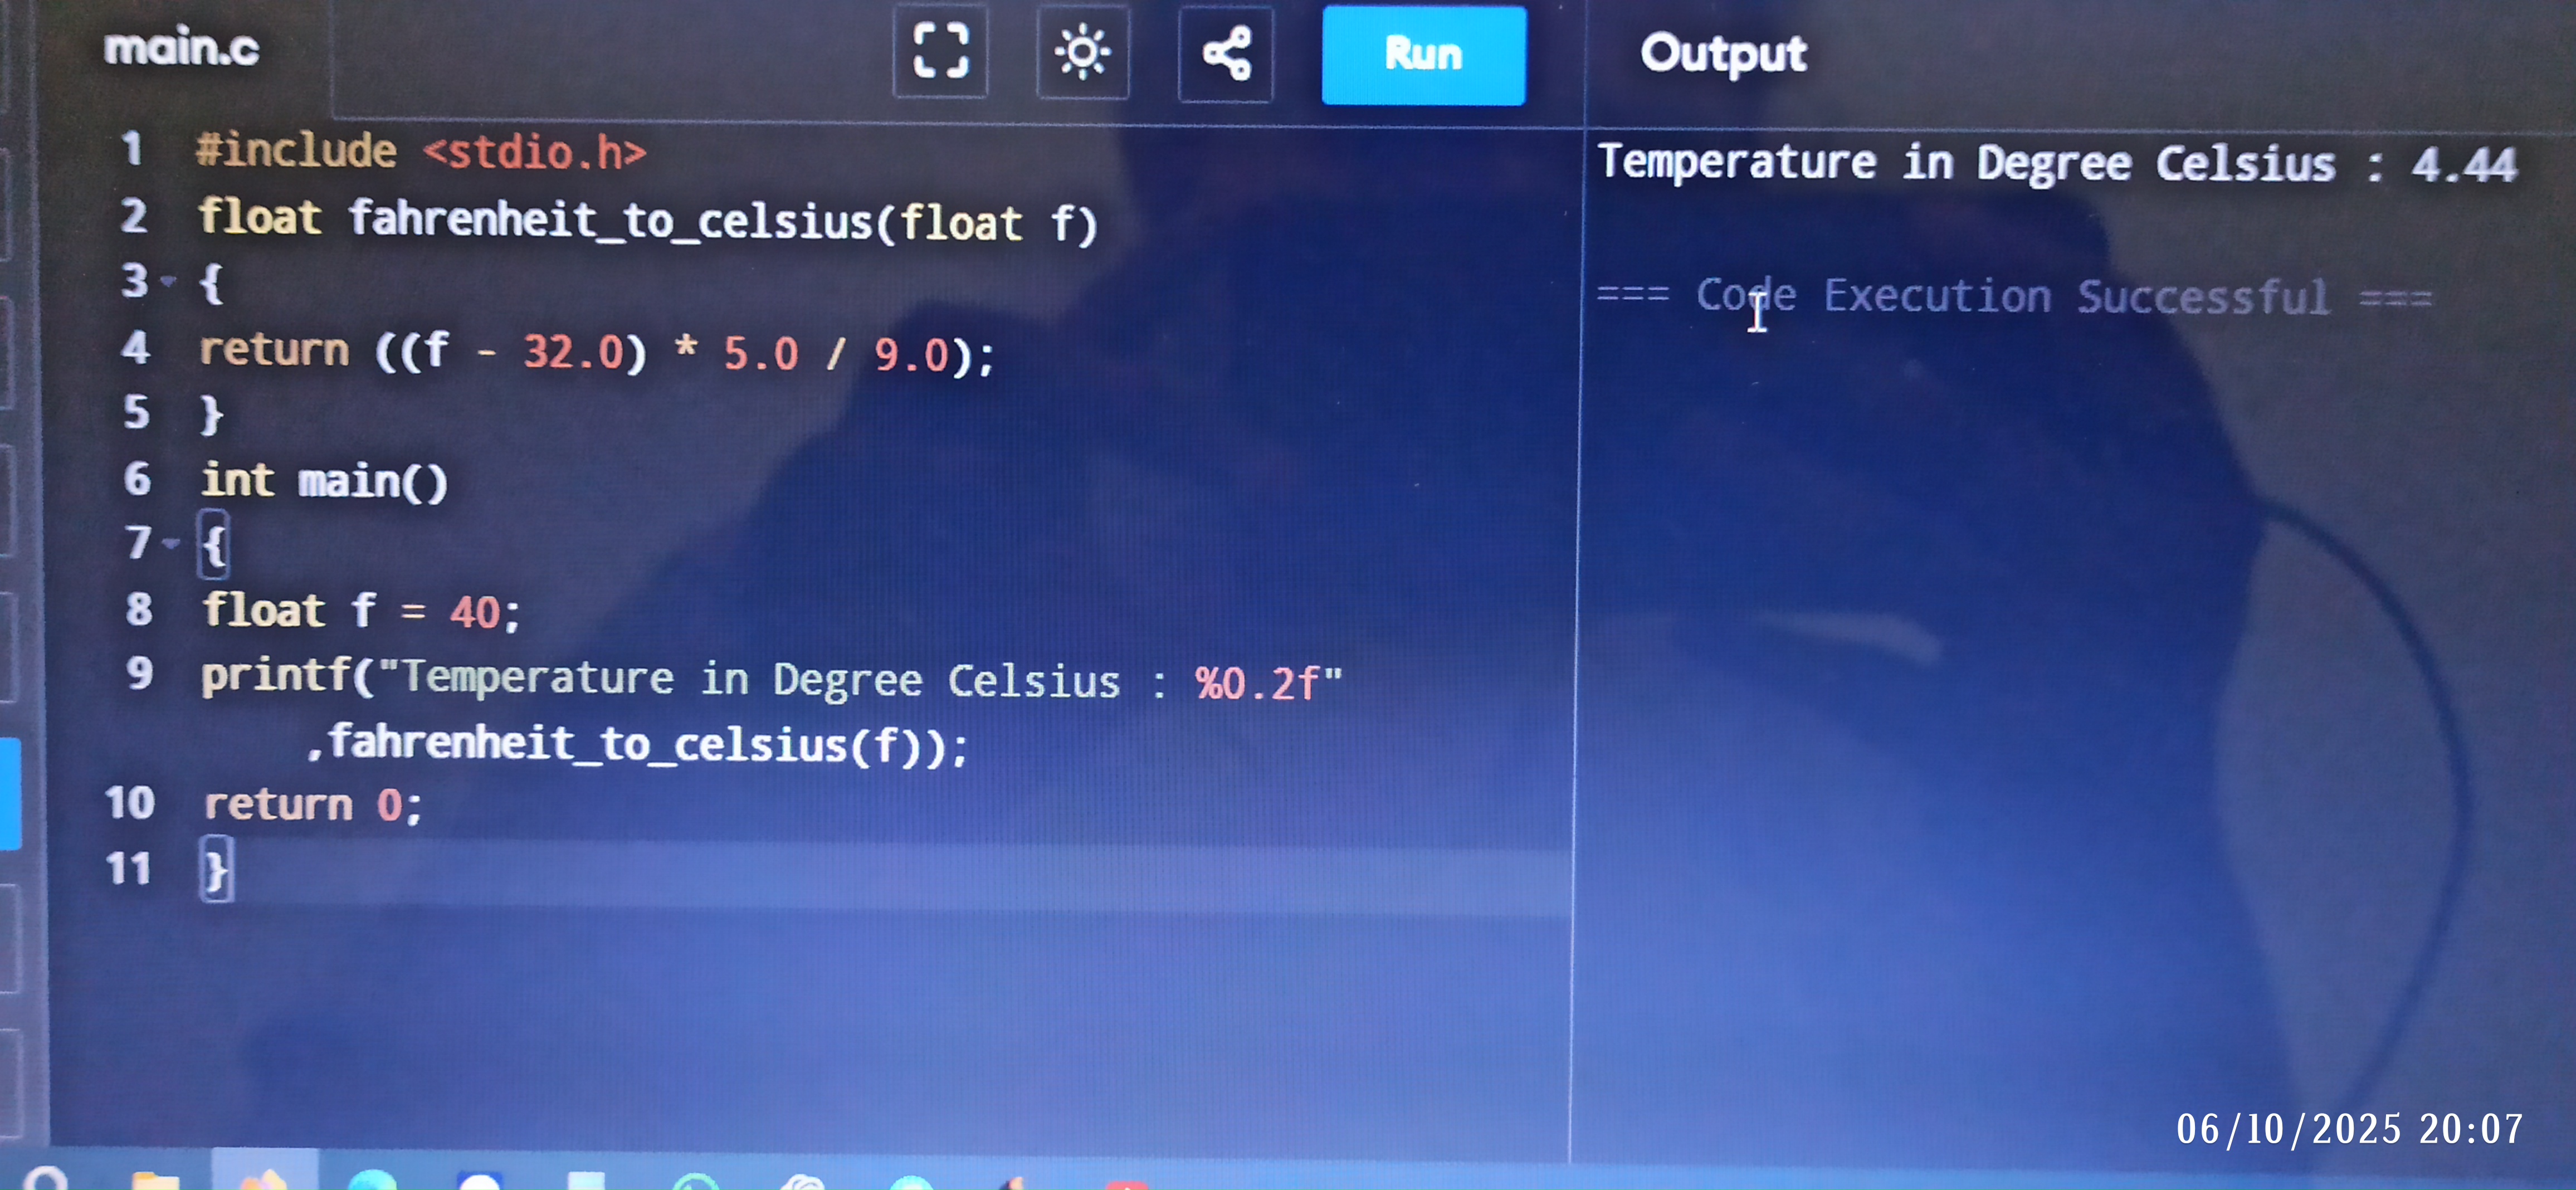 main.c
Run
Output
1 #include <stdio.h>
2 float fahrenheit_to_celsius(float f)
3 {
4 return ((f - 32.0) * 5.0 / 9.0);
5 }
6 int main()
7 {
8 float f = 40;
9 printf("Temperature in Degree Celsius : %0.2f"
,fahrenheit_to_celsius(f));
10 return 0;
11 }
Temperature in Degree Celsius : 4.44
=== Code Execution Successful ===
06/10/2025 20:07